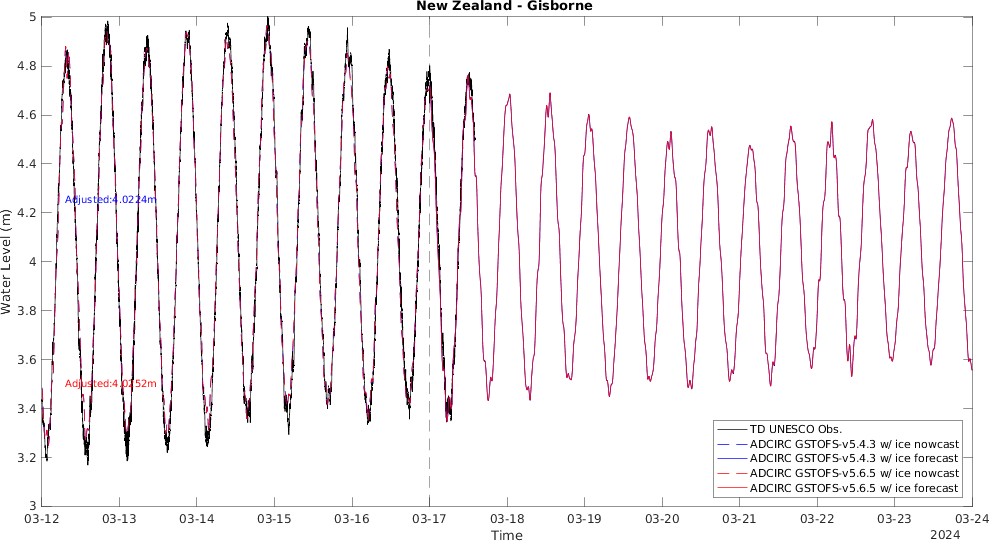 New Zealand - Gisborne
5
4.8
4.6
4.4
4.2
4
3.8
3.6
3.4
3.2
3
Water Level (m)
Adjusted:4.0224m
Adjusted:4.0252m
TD UNESCO Obs.
ADCIRC GSTOFS-v5.4.3 w/ ice nowcast
ADCIRC GSTOFS-v5.4.3 w/ ice forecast
ADCIRC GSTOFS-v5.6.5 w/ ice nowcast
ADCIRC GSTOFS-v5.6.5 w/ ice forecast
03-12 03-13 03-14 03-15 03-16 03-17 03-18 03-19 03-20 03-21 03-22 03-23 03-24
Time
2024